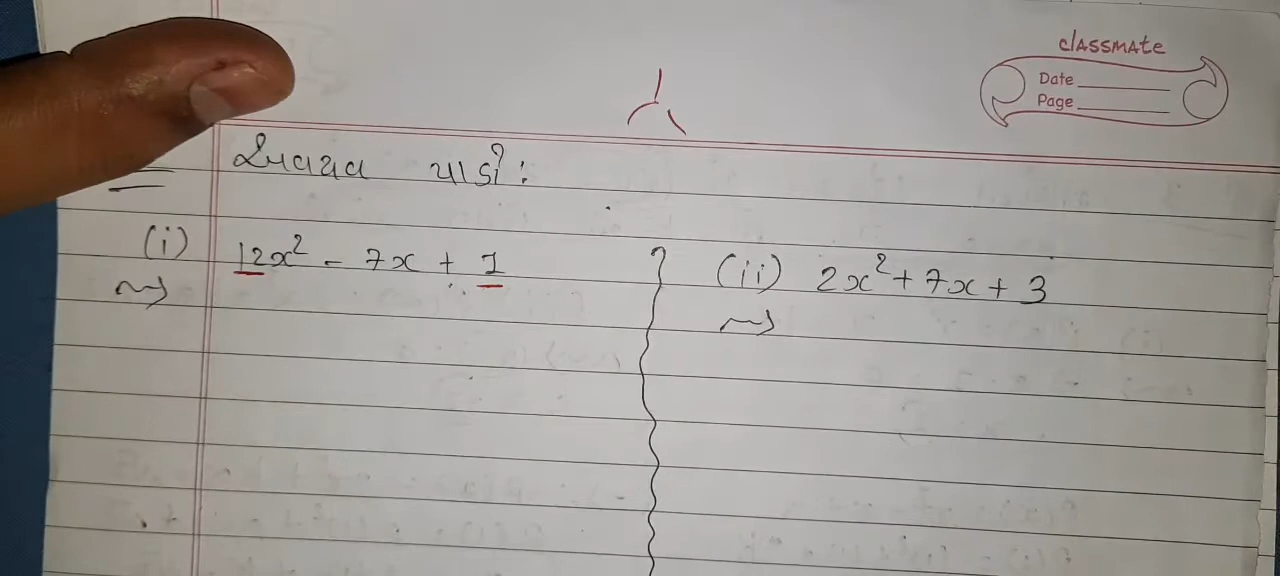 classmate
Date
Page
અવયવ પાડો :
(i) 12x² - 7x + 1
(ii) 2x² + 7x + 3